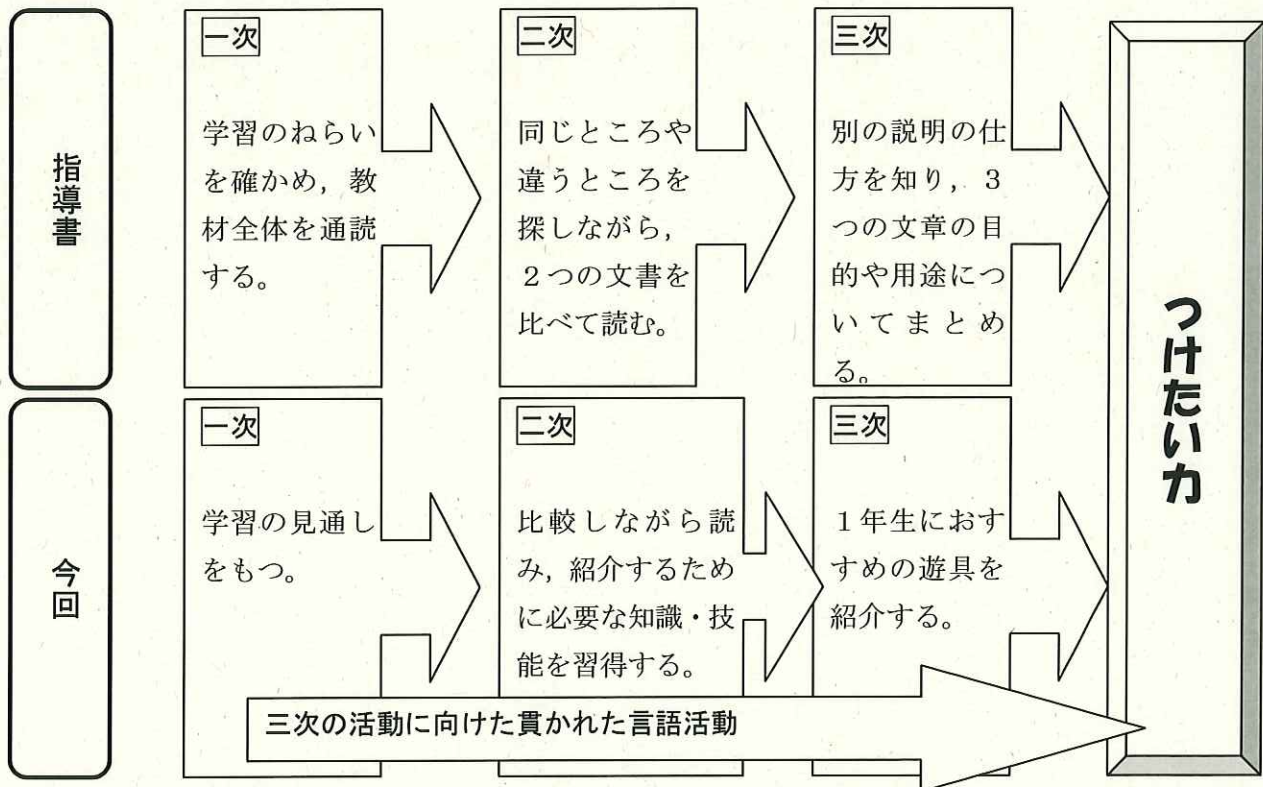 指導書
一次
学習のねらい
を確かめ，教
材全体を通読
する。
二次
同じところや
違うところを
探しながら，
２つの文書を
比べて読む。
三次
別の説明の仕
方を知り，３
つの文章の目
的や用途につ
いてまとめ
る。
今回
一次
学習の見通し
をもつ。
二次
比較しながら読
み，紹介するため
に必要な知識・技
能を習得する。
三次
１年生におす
すめの遊具を
紹介する。
三次の活動に向けた貫かれた言語活動
つけたい力